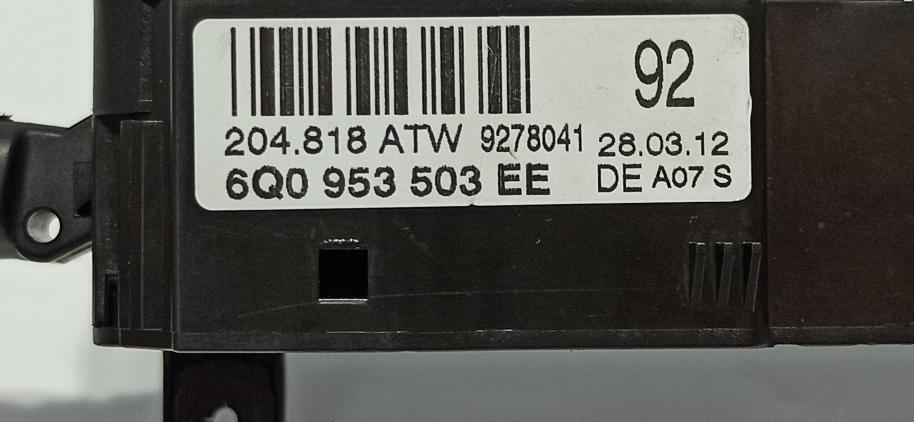 92
204.818 ATW 9278041 28.03.12
6Q0 953 503 EE DE A07 S